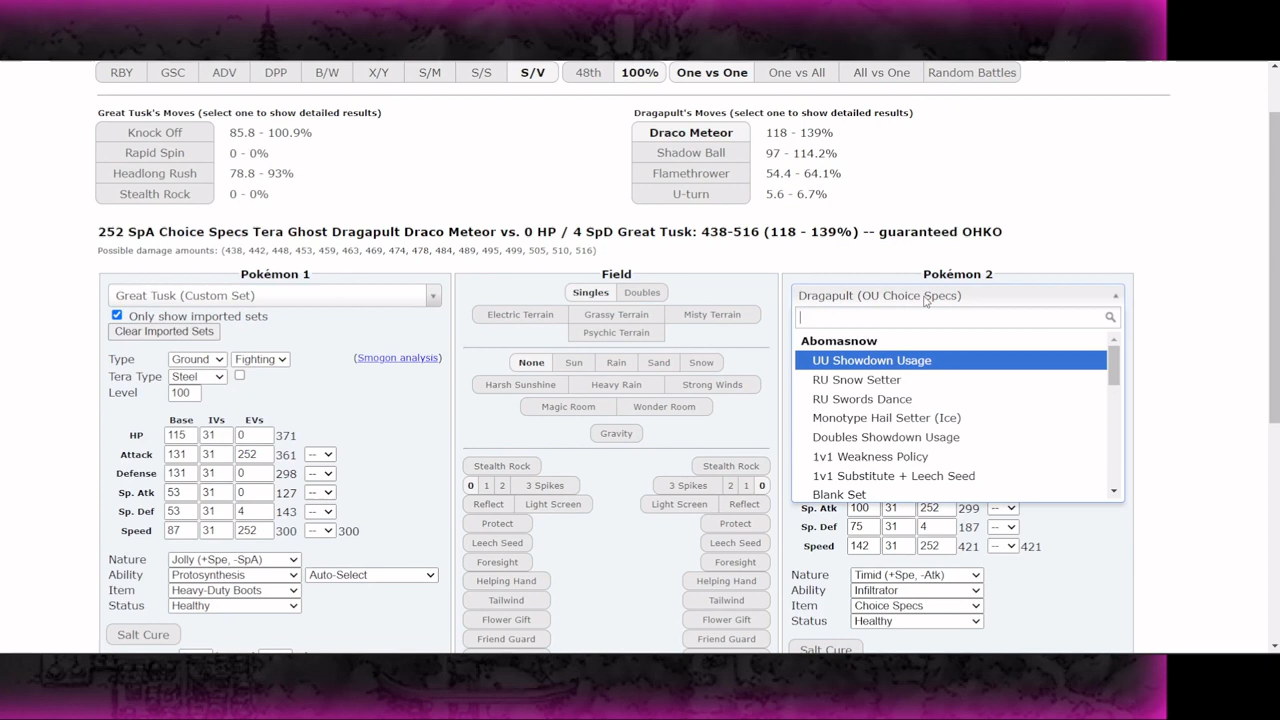 RBY GSC ADV DPP B/W X/Y S/M S/S S/V 48th 100% One vs One One vs All All vs One Random Battles
Great Tusk's Moves (select one to show detailed results)
Knock Off 85.8 - 100.9%
Rapid Spin 0 - 0%
Headlong Rush 78.8 - 93%
Stealth Rock 0 - 0%
Dragapult's Moves (select one to show detailed results)
Draco Meteor 118 - 139%
Shadow Ball 97 - 114.2%
Flamethrower 54.4 - 64.1%
U-turn 5.6 - 6.7%
252 SpA Choice Specs Tera Ghost Dragapult Draco Meteor vs. 0 HP / 4 SpD Great Tusk: 438-516 (118 - 139%) -- guaranteed OHKO
Possible damage amounts: (438, 442, 448, 453, 459, 463, 469, 474, 478, 484, 489, 495, 499, 505, 510, 516)
Pokémon 1
Great Tusk (Custom Set)
Only show imported sets
Clear Imported Sets
Type Ground Fighting (Smogon analysis)
Tera Type Steel
Level 100
Base IVs EVs
HP 115 31 0 371
Attack 131 31 252 361 --
Defense 131 31 0 298 --
Sp. Atk 53 31 0 127 --
Sp. Def 53 31 4 143 --
Speed 87 31 252 300 -- 300
Nature Jolly (+Spe, -SpA)
Ability Protosynthesis Auto-Select
Item Heavy-Duty Boots
Status Healthy
Salt Cure
Field
Singles Doubles
Electric Terrain Grassy Terrain Misty Terrain
Psychic Terrain
None Sun Rain Sand Snow
Harsh Sunshine Heavy Rain Strong Winds
Magic Room Wonder Room
Gravity
Stealth Rock Stealth Rock
0 1 2 3 Spikes 3 Spikes 2 1 0
Reflect Light Screen Light Screen Reflect
Protect Protect
Leech Seed Leech Seed
Foresight Foresight
Helping Hand Helping Hand
Tailwind Tailwind
Flower Gift Flower Gift
Friend Guard Friend Guard
Pokémon 2
Dragapult (OU Choice Specs)
Abomasnow
UU Showdown Usage
RU Snow Setter
RU Swords Dance
Monotype Hail Setter (Ice)
Doubles Showdown Usage
1v1 Weakness Policy
1v1 Substitute + Leech Seed
Blank Set
Sp. Atk 100 31 252 299 --
Sp. Def 75 31 4 187 --
Speed 142 31 252 421 -- 421
Nature Timid (+Spe, -Atk)
Ability Infiltrator
Item Choice Specs
Status Healthy
Salt Cure